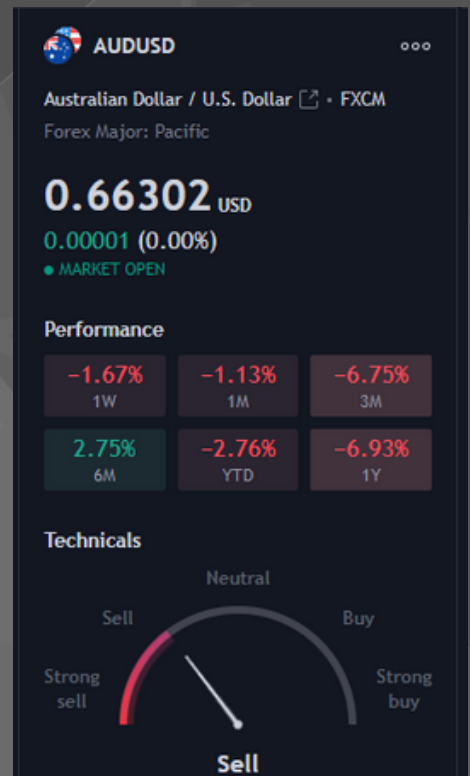 AUDUSD
Australian Dollar / U.S. Dollar • FXCM
Forex Major: Pacific
0.66302 USD
0.00001 (0.00%)
● MARKET OPEN
Performance
−1.67% −1.13% −6.75%
1W 1M 3M
2.75% −2.76% −6.93%
6M YTD 1Y
Technicals
Neutral
Sell Buy
Strong sell Strong buy
Sell